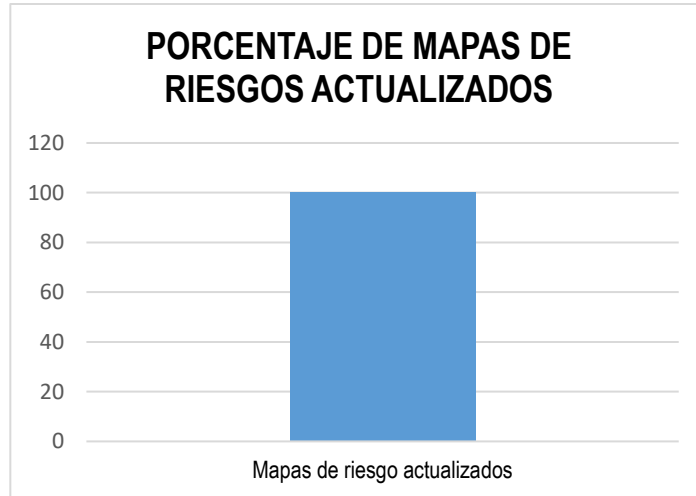 PORCENTAJE DE MAPAS DE
RIESGOS ACTUALIZADOS
120
100
80
60
40
20
0
Mapas de riesgo actualizados